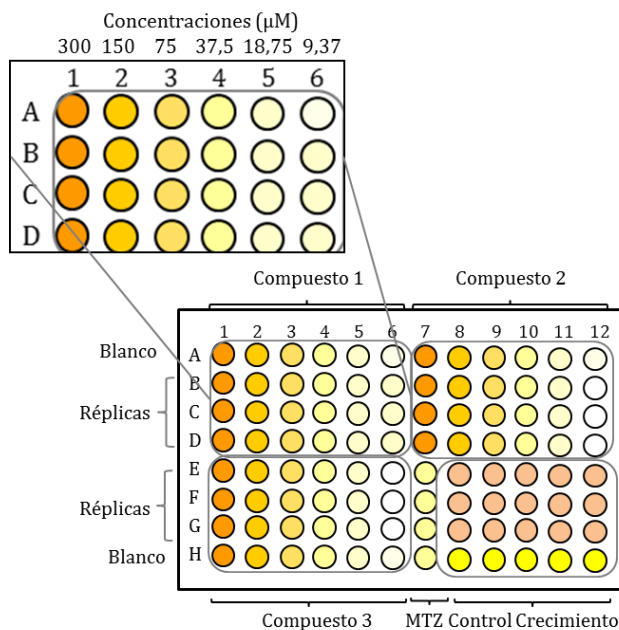 Concentraciones (μM)
300 150 75 37,5 18,75 9,37
1 2 3 4 5 6
A
B
C
D
Compuesto 1 Compuesto 2
1 2 3 4 5 6 7 8 9 10 11 12
Blanco A
B
Réplicas C
D
E
Réplicas F
G
Blanco H
Compuesto 3 MTZ Control Crecimiento